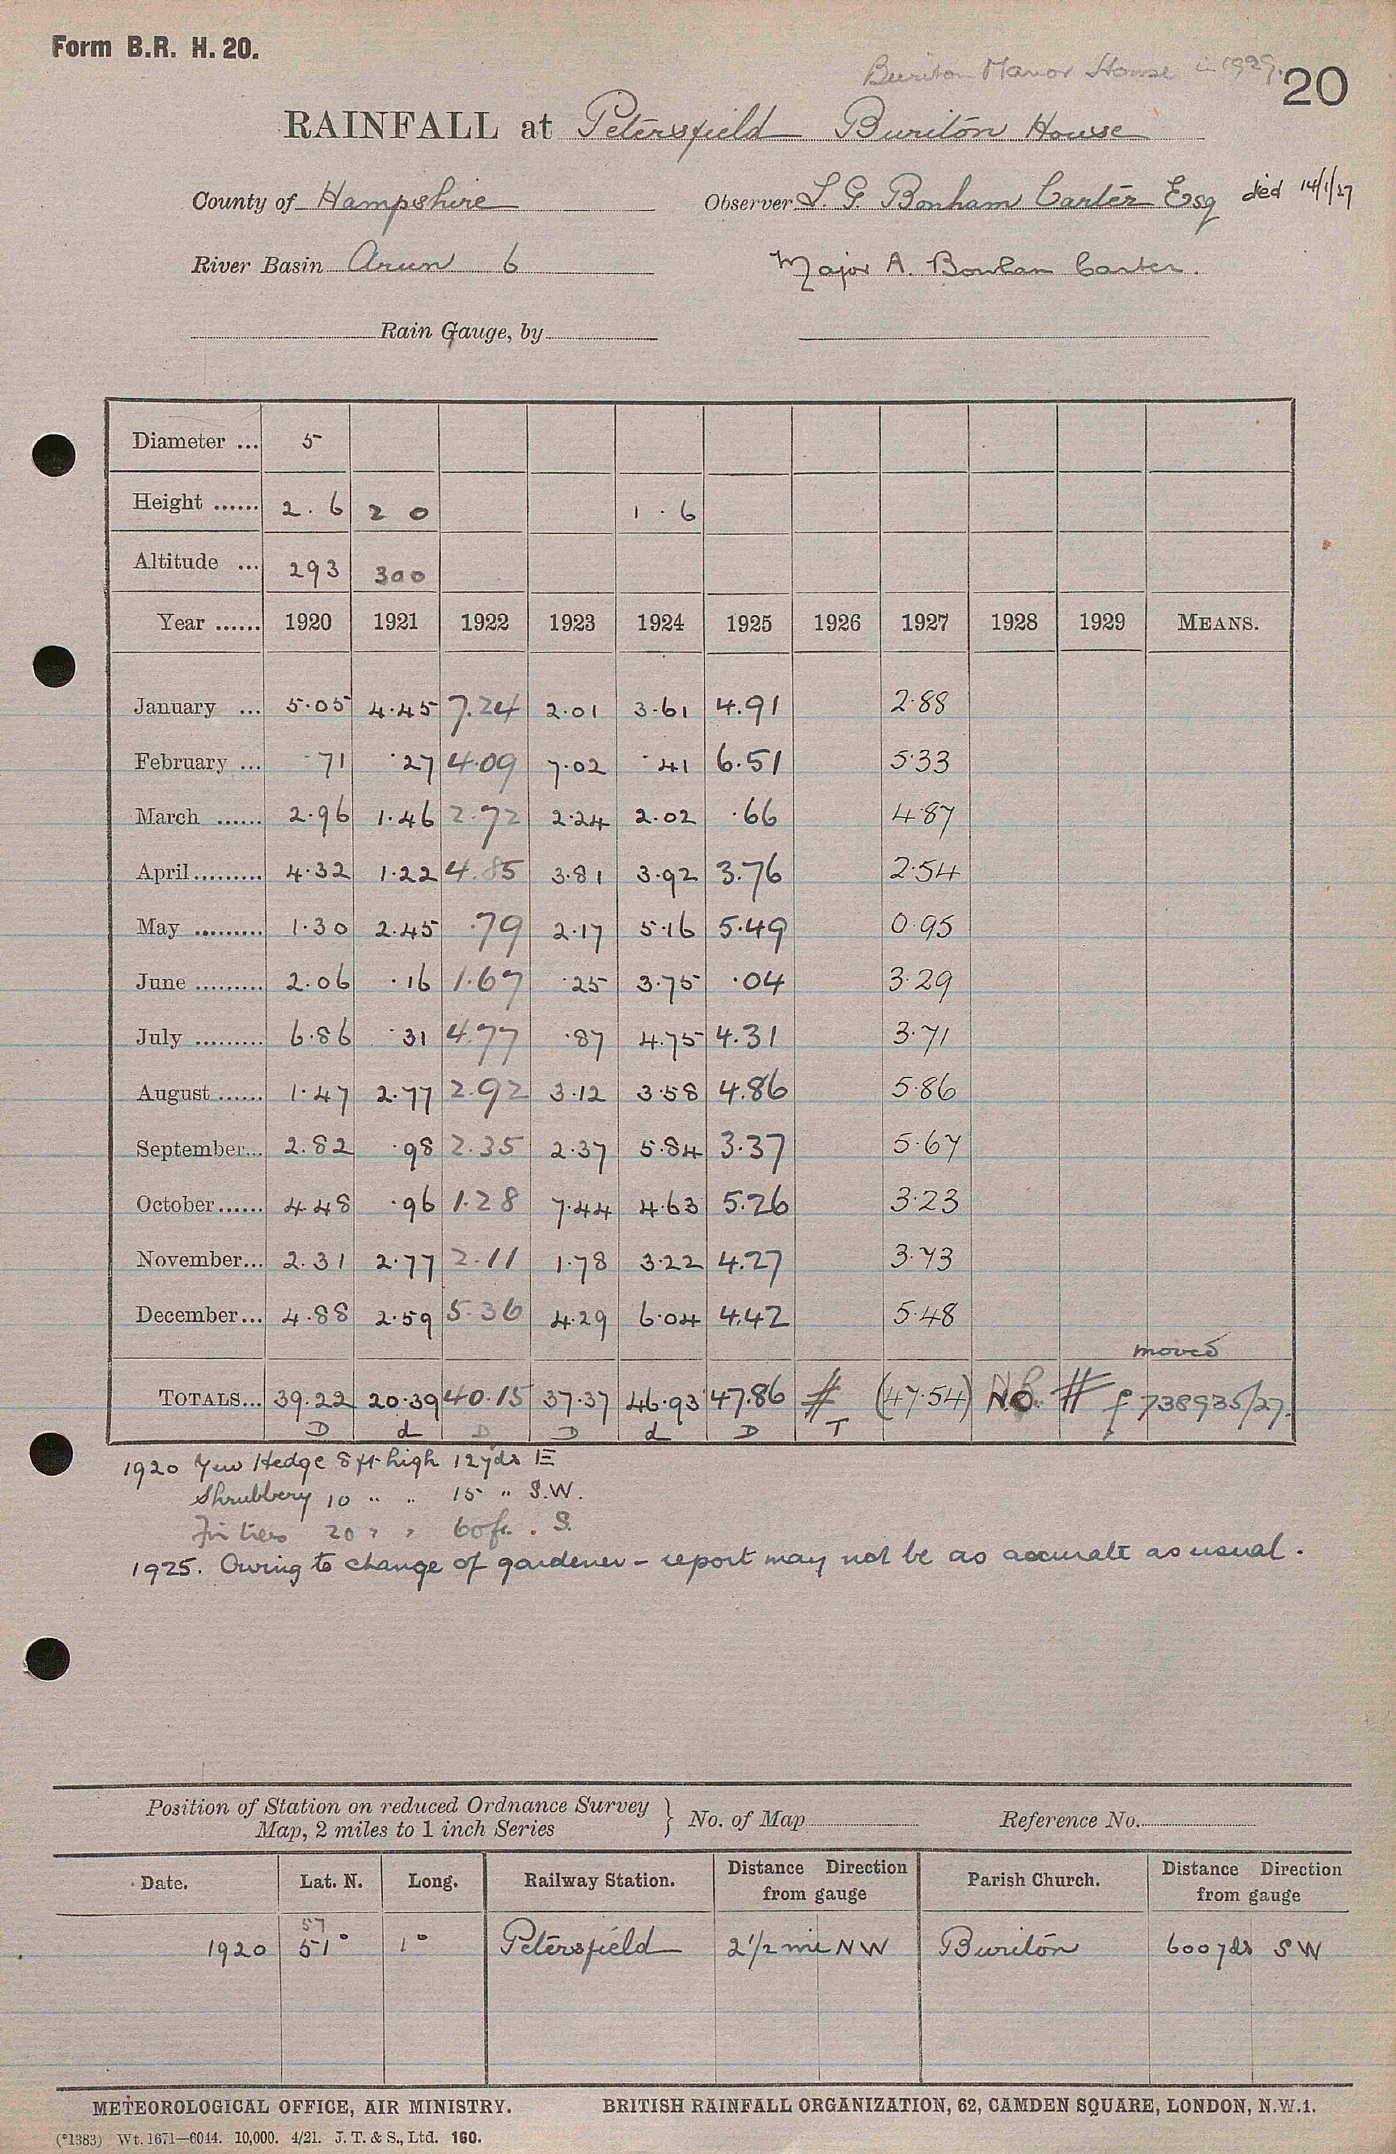 Form B.R. H. 20.
Buriton Manor House in 1929.
20
RAINFALL at Petersfield Buriton House
County of Hampshire Observer L. G. Bonham Carter Esq died 14/1/27
River Basin Arun 6 Major A. Bonham Carter.
Rain Gauge, by
Diameter ... 5
Height ...... 2.6 2 0 1.6
Altitude ... 293 300
Year ...... 1920 1921 1922 1923 1924 1925 1926 1927 1928 1929 MEANS.
January ... 5.05 4.45 7.24 2.01 3.61 4.91 2.88
February ... .71 .27 4.09 7.02 .41 6.51 5.33
March ...... 2.96 1.46 2.72 2.24 2.02 .66 4.87
April......... 4.32 1.22 4.85 3.81 3.92 3.76 2.54
May ......... 1.30 2.45 .79 2.17 5.16 5.49 0.95
June ......... 2.06 .16 1.67 .25 3.75 .04 3.29
July ......... 6.86 .31 4.77 .87 4.75 4.31 3.71
August ...... 1.47 2.77 2.92 3.12 3.58 4.86 5.86
September... 2.82 .98 2.35 2.37 5.84 3.37 5.67
October...... 4.48 .96 1.28 7.44 4.63 5.26 3.23
November... 2.31 2.77 2.11 1.78 3.22 4.27 3.73
December... 4.88 2.59 5.36 4.29 6.04 4.42 5.48
moved
TOTALS... 39.22 20.39 40.15 37.37 46.93 47.86 # (47.54) No # f 738935/27.
D d D D d D T
1920 Yew Hedge 8 ft high 12 yds E
Shrubbery 10 " " 15 " S.W.
Fir trees 20 " " 60 ft. S.
1925. Owing to change of gardener - report may not be as accurate as usual.
Position of Station on reduced Ordnance Survey
Map, 2 miles to 1 inch Series } No. of Map Reference No.
Date. Lat. N. Long. Railway Station. Distance Direction from gauge Parish Church. Distance Direction from gauge
57
1920 51° 1° Petersfield 2 1/2 mi NW Buriton 600 yds SW
METEOROLOGICAL OFFICE, AIR MINISTRY. BRITISH RAINFALL ORGANIZATION, 62, CAMDEN SQUARE, LONDON, N.W.1.
(*1383) Wt. 1671—6044. 10,000. 4/21. J. T. & S., Ltd. 160.